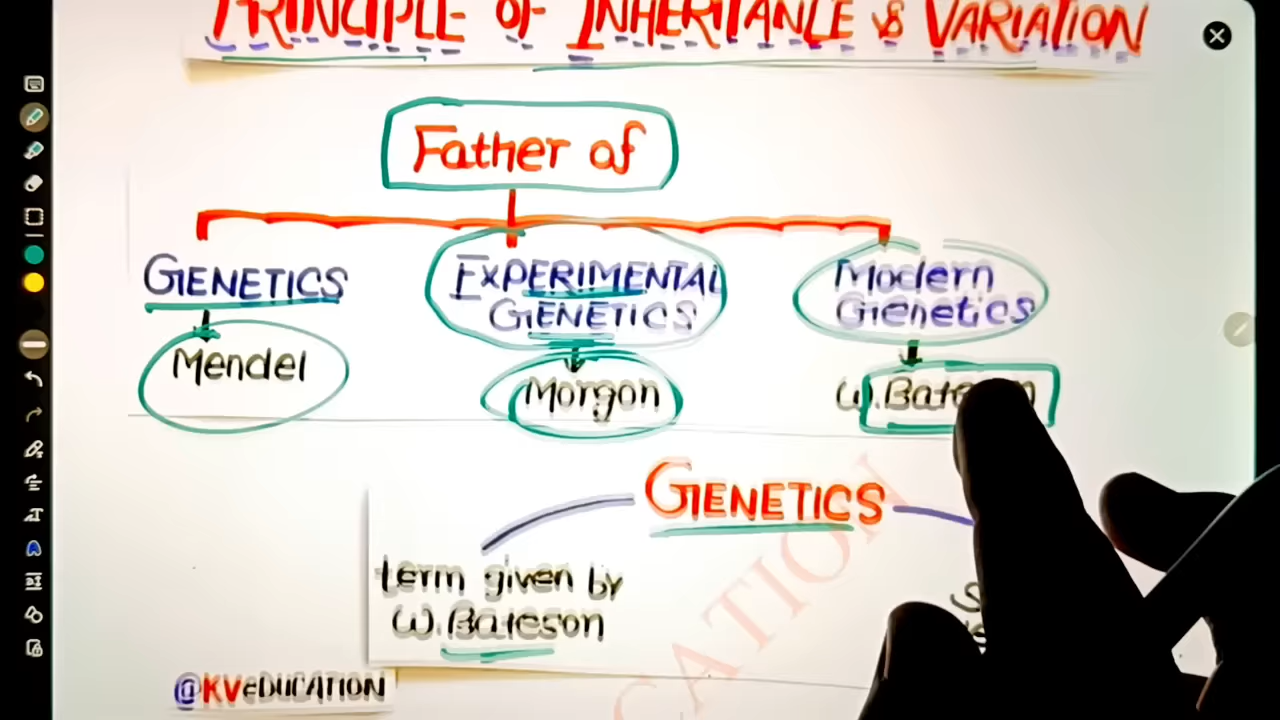 PRINCIPLE OF INHERITANCE & VARIATION
Father of
GENETICS
EXPERIMENTAL
GENETICS
Modern
Genetics
Mendel
Morgon
W.Bateson
GENETICS
term given by
W.Bateson
@KVEDUCATION